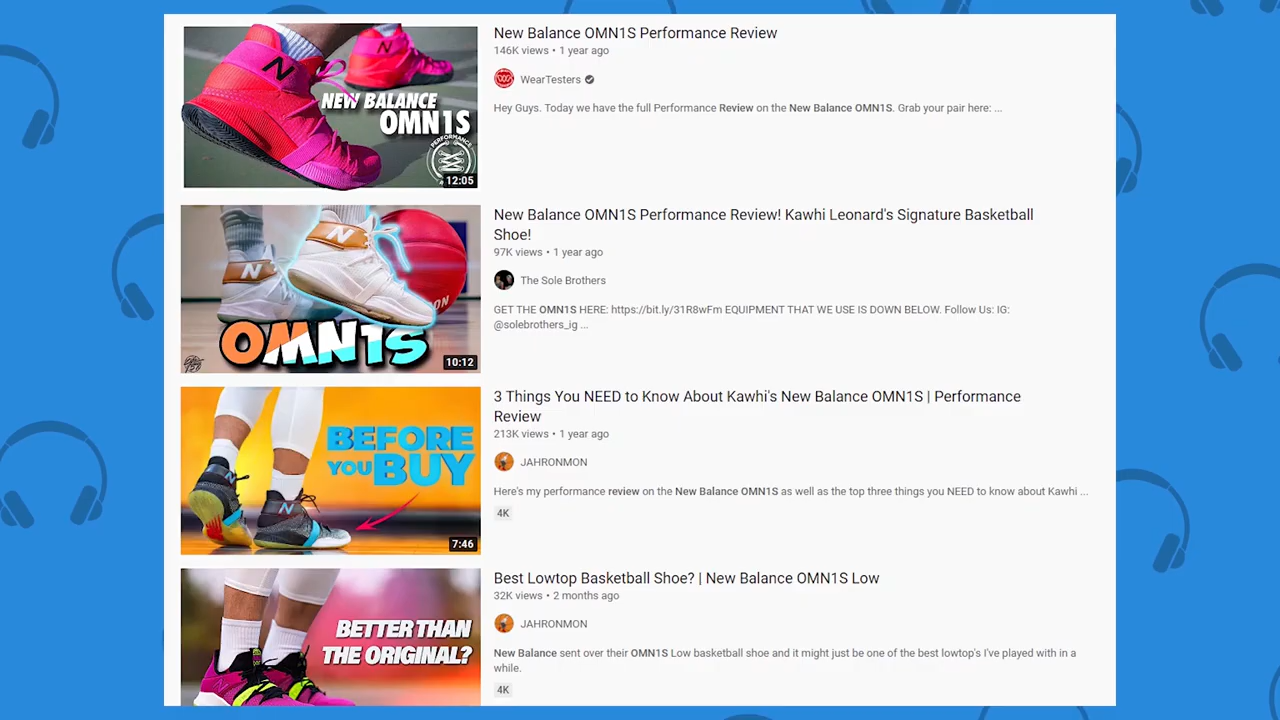 NEW BALANCE
OMN1S
PERFORMANCE
12:05
New Balance OMN1S Performance Review
146K views • 1 year ago
WearTesters
Hey Guys. Today we have the full Performance Review on the New Balance OMN1S. Grab your pair here: ...
OMN1S
10:12
New Balance OMN1S Performance Review! Kawhi Leonard's Signature Basketball
Shoe!
97K views • 1 year ago
The Sole Brothers
GET THE OMN1S HERE: https://bit.ly/31R8wFm EQUIPMENT THAT WE USE IS DOWN BELOW. Follow Us: IG:
@solebrothers_ig ...
BEFORE
YOU BUY
7:46
3 Things You NEED to Know About Kawhi's New Balance OMN1S | Performance
Review
213K views • 1 year ago
JAHRONMON
Here's my performance review on the New Balance OMN1S as well as the top three things you NEED to know about Kawhi ...
4K
BETTER THAN
THE ORIGINAL?
Best Lowtop Basketball Shoe? | New Balance OMN1S Low
32K views • 2 months ago
JAHRONMON
New Balance sent over their OMN1S Low basketball shoe and it might just be one of the best lowtop's I've played with in a
while.
4K